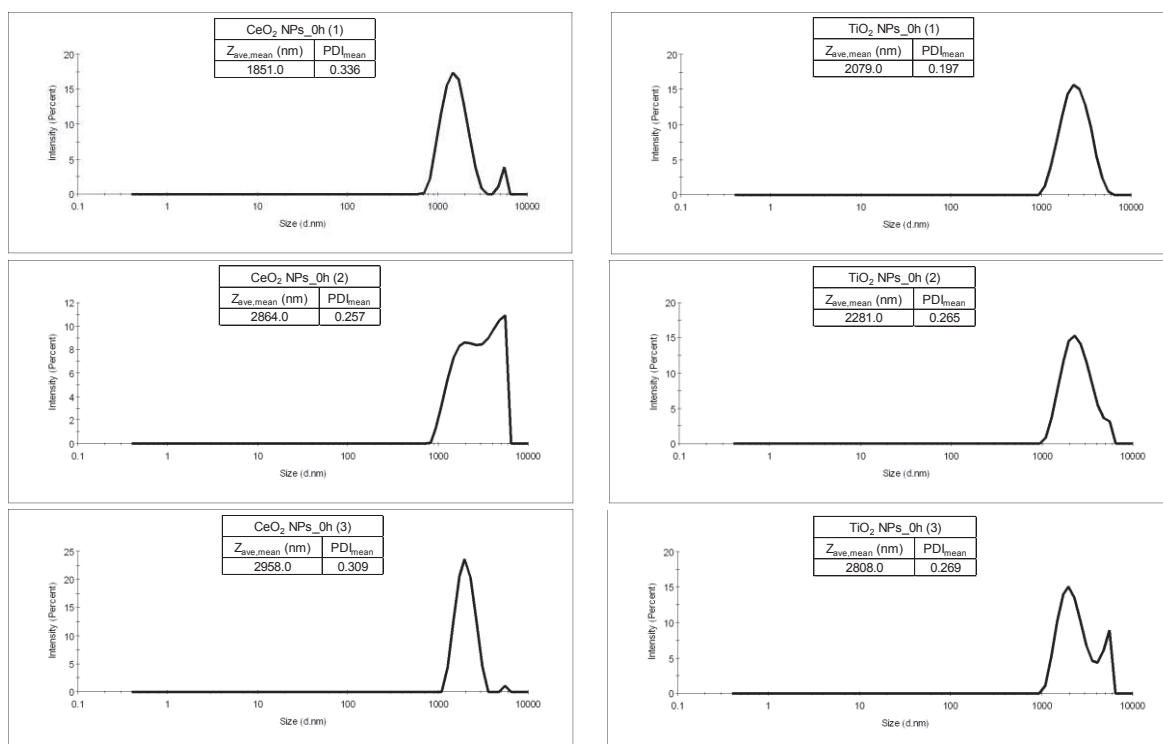 CeO₂ NPs_0h (1)
Zave,mean (nm) PDImean
1851.0 0.336
Intensity (Percent)
20
15
10
5
0
0.1 1 10 100 1000 10000
Size (d.nm)
TiO₂ NPs_0h (1)
Zave,mean (nm) PDImean
2079.0 0.197
Intensity (Percent)
20
15
10
5
0
0.1 1 10 100 1000 10000
Size (d.nm)
CeO₂ NPs_0h (2)
Zave,mean (nm) PDImean
2864.0 0.257
Intensity (Percent)
12
10
8
6
4
2
0
0.1 1 10 100 1000 10000
Size (d.nm)
TiO₂ NPs_0h (2)
Zave,mean (nm) PDImean
2281.0 0.265
Intensity (Percent)
20
15
10
5
0
0.1 1 10 100 1000 10000
Size (d.nm)
CeO₂ NPs_0h (3)
Zave,mean (nm) PDImean
2958.0 0.309
Intensity (Percent)
25
20
15
10
5
0
0.1 1 10 100 1000 10000
Size (d.nm)
TiO₂ NPs_0h (3)
Zave,mean (nm) PDImean
2808.0 0.269
Intensity (Percent)
20
15
10
5
0
0.1 1 10 100 1000 10000
Size (d.nm)